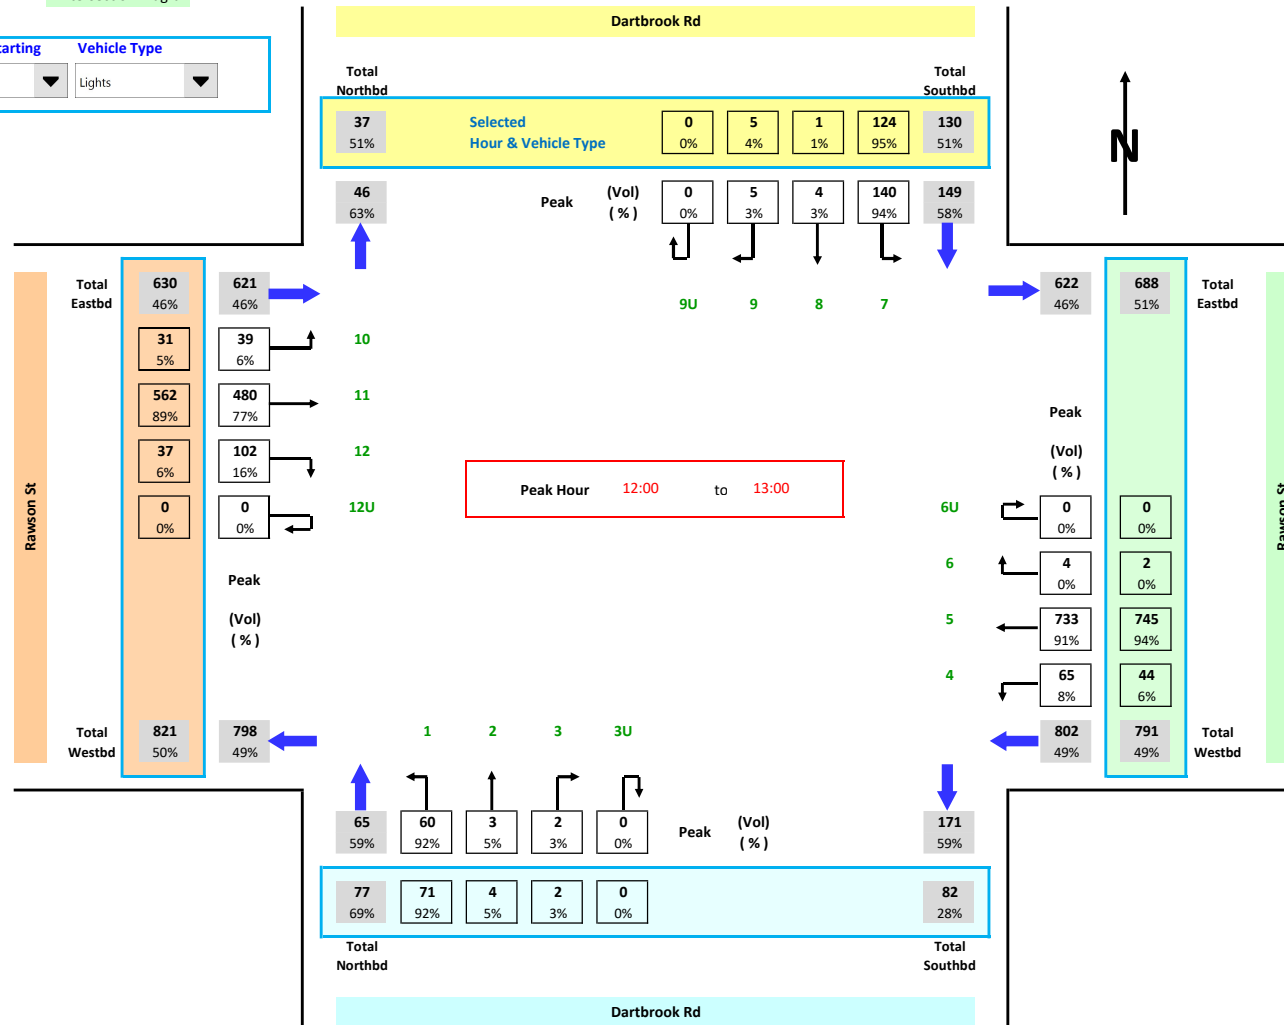 Dartbrook Rd
Vehicle Type
Lights
Total
Northbd
Total
Southbd
37
51%
Selected
Hour & Vehicle Type
0
0%
5
4%
1
1%
124
95%
130
51%
N
46
63%
Peak
(Vol)
( % )
0
0%
5
3%
4
3%
140
94%
149
58%
Total
Eastbd
630
46%
621
46%
9U
9
8
7
622
46%
688
51%
Total
Eastbd
31
5%
39
6%
10
562
89%
480
77%
11
37
6%
102
16%
12
0
0%
0
0%
12U
Peak
(Vol)
( % )
Rawson St
Peak Hour
12:00
to
13:00
Peak
(Vol)
( % )
6U
0
0%
0
0%
6
4
0%
2
0%
5
733
91%
745
94%
4
65
8%
44
6%
Rawson St
Total
Westbd
821
50%
798
49%
1
2
3
3U
802
49%
791
49%
Total
Westbd
65
59%
60
92%
3
5%
2
3%
0
0%
Peak
(Vol)
( % )
171
59%
77
69%
71
92%
4
5%
2
3%
0
0%
82
28%
Total
Northbd
Total
Southbd
Dartbrook Rd